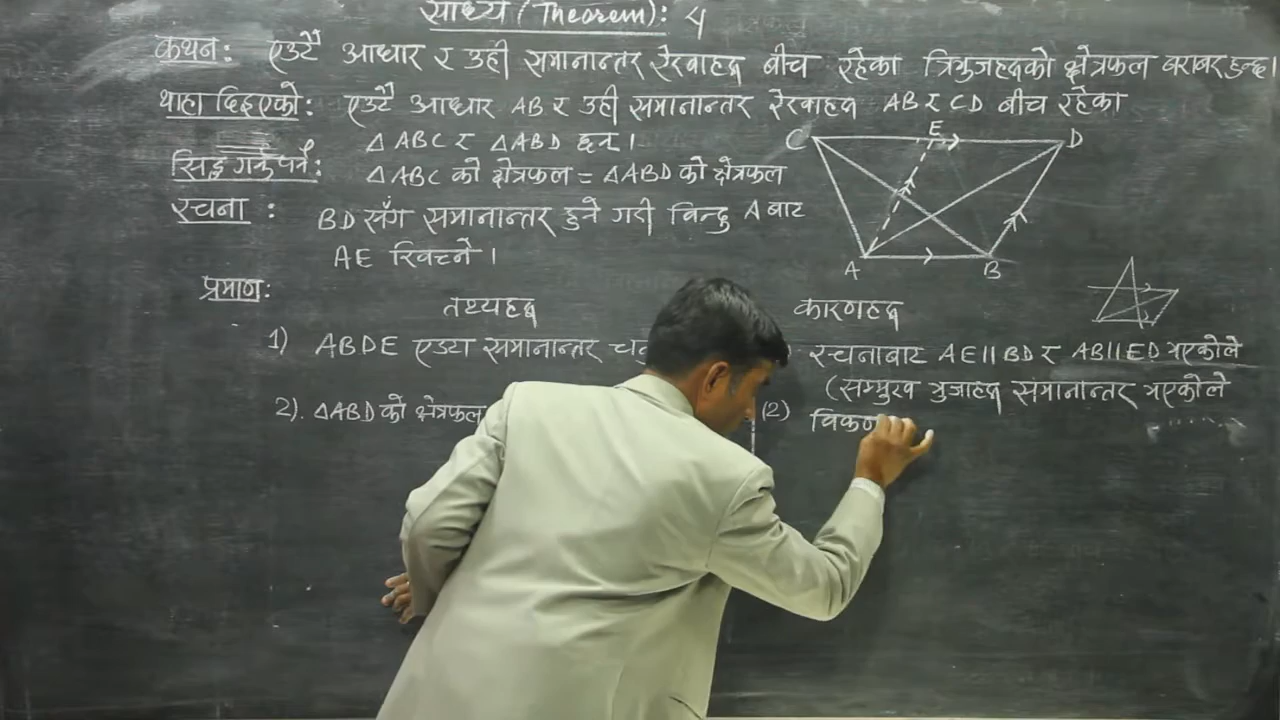 साध्य (Theorem): 4
कथन: एउटै आधार र उही समानान्तर रेखाहरू बीच रहेका त्रिभुजहरूको क्षेत्रफल बराबर हुन्छ।
थाहा दिइएको: एउटै आधार AB र उही समानान्तर रेखाहरू AB र CD बीच रहेका
△ABC र △ABD हुन्।
सिद्ध गर्नुपर्ने: △ABC को क्षेत्रफल = △ABD को क्षेत्रफल
रचना: BD सँग समानान्तर हुने गरी बिन्दु A बाट
AE खिचौं।
C E D
A B
प्रमाण:
तथ्यहरू कारणहरू
1) ABDE एउटा समानान्तर रचनाबाट AE||BD र AB||ED भएकोले
(सम्मुख भुजाहरू समानान्तर भएकोले
2). △ABD को क्षेत्रफल (2) विकर्ण